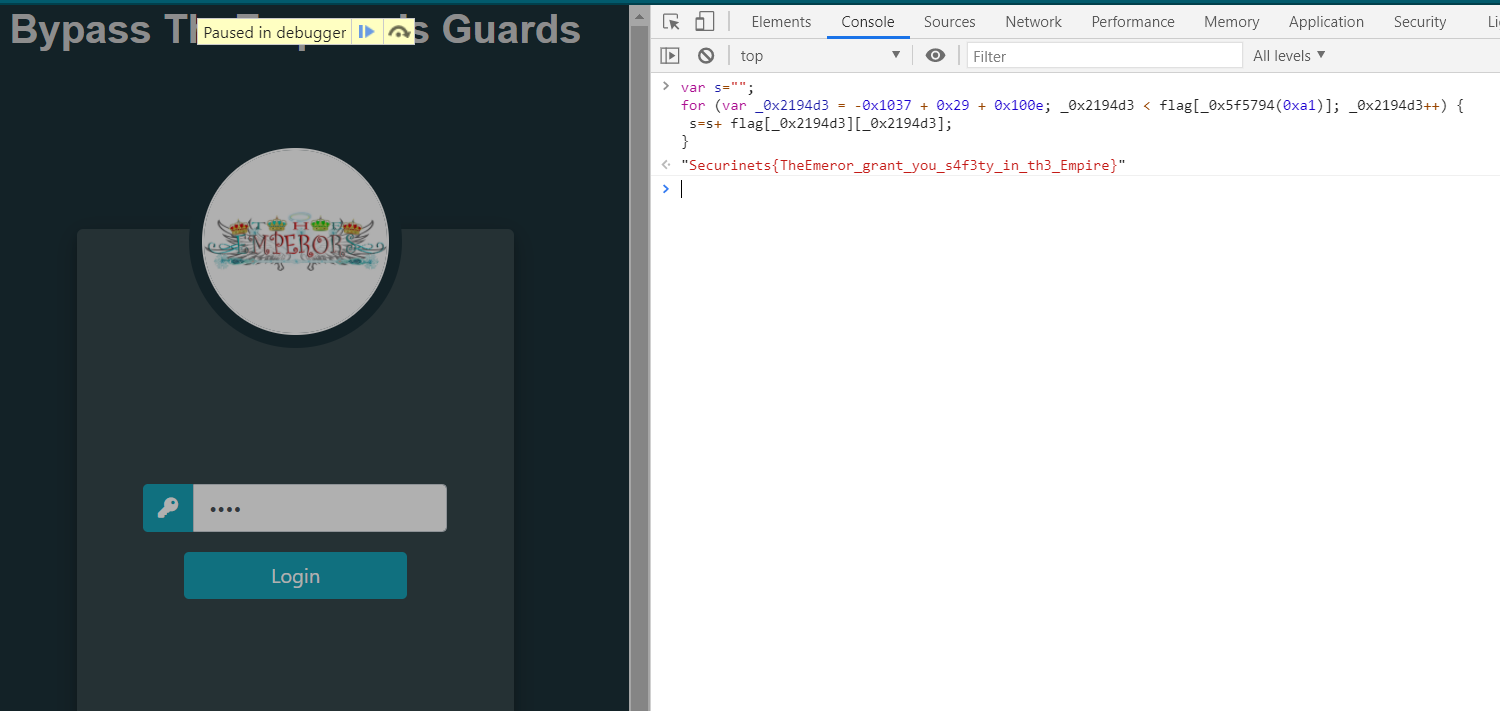 Bypass Th s Guards
Paused in debugger
THE
EMPERORS
Login
Elements Console Sources Network Performance Memory Application Security Li
top Filter All levels
var s="";
for (var _0x2194d3 = -0x1037 + 0x29 + 0x100e; _0x2194d3 < flag[_0x5f5794(0xa1)]; _0x2194d3++) {
s=s+ flag[_0x2194d3][_0x2194d3];
}
"Securinets{TheEmeror_grant_you_s4f3ty_in_th3_Empire}"